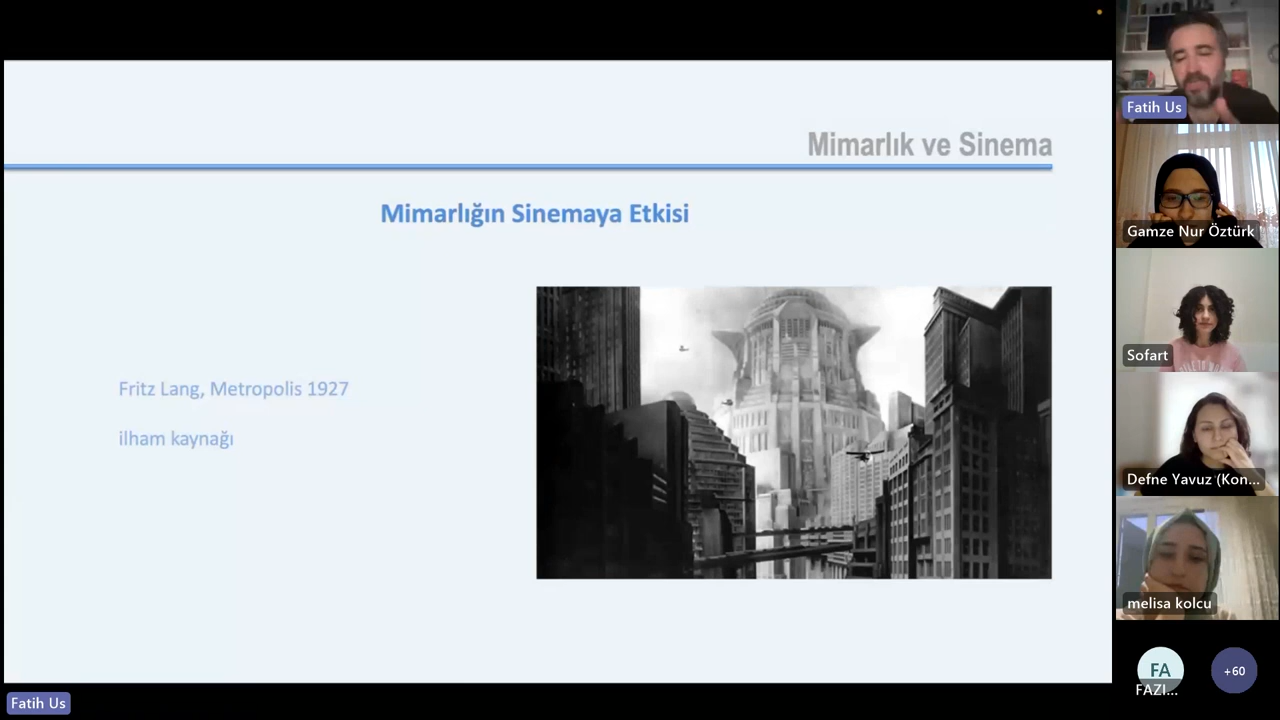 Mimarlık ve Sinema
Mimarlığın Sinemaya Etkisi
Fritz Lang, Metropolis 1927
ilham kaynağı
Fatih Us
Fatih Us
Gamze Nur Öztürk
Sofart
Defne Yavuz (Kon...
melisa kolcu
FA
FAZI...
+60